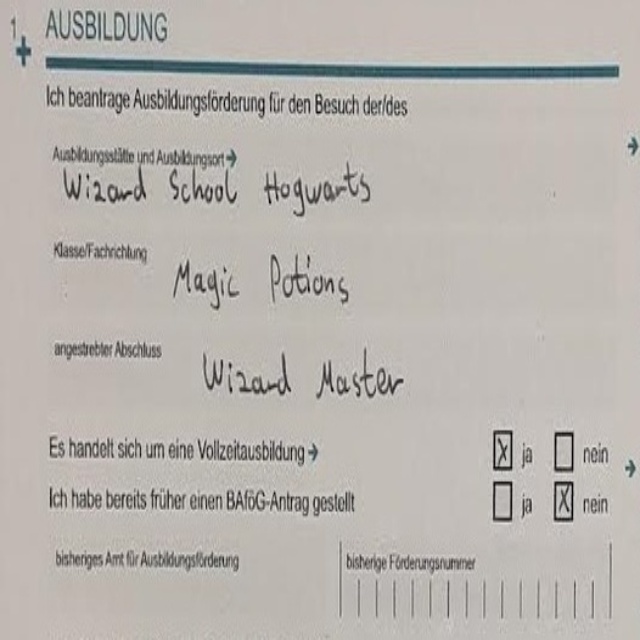 1 AUSBILDUNG
Ich beantrage Ausbildungsförderung für den Besuch der/des
Ausbildungsstätte und Ausbildungsort
Wizard School Hogwarts
Klasse/Fachrichtung
Magic Potions
angestrebter Abschluss
Wizard Master
Es handelt sich um eine Vollzeitausbildung ja nein
Ich habe bereits früher einen BAföG-Antrag gestellt ja nein
bisheriges Amt für Ausbildungsförderung bisherige Förderungsnummer